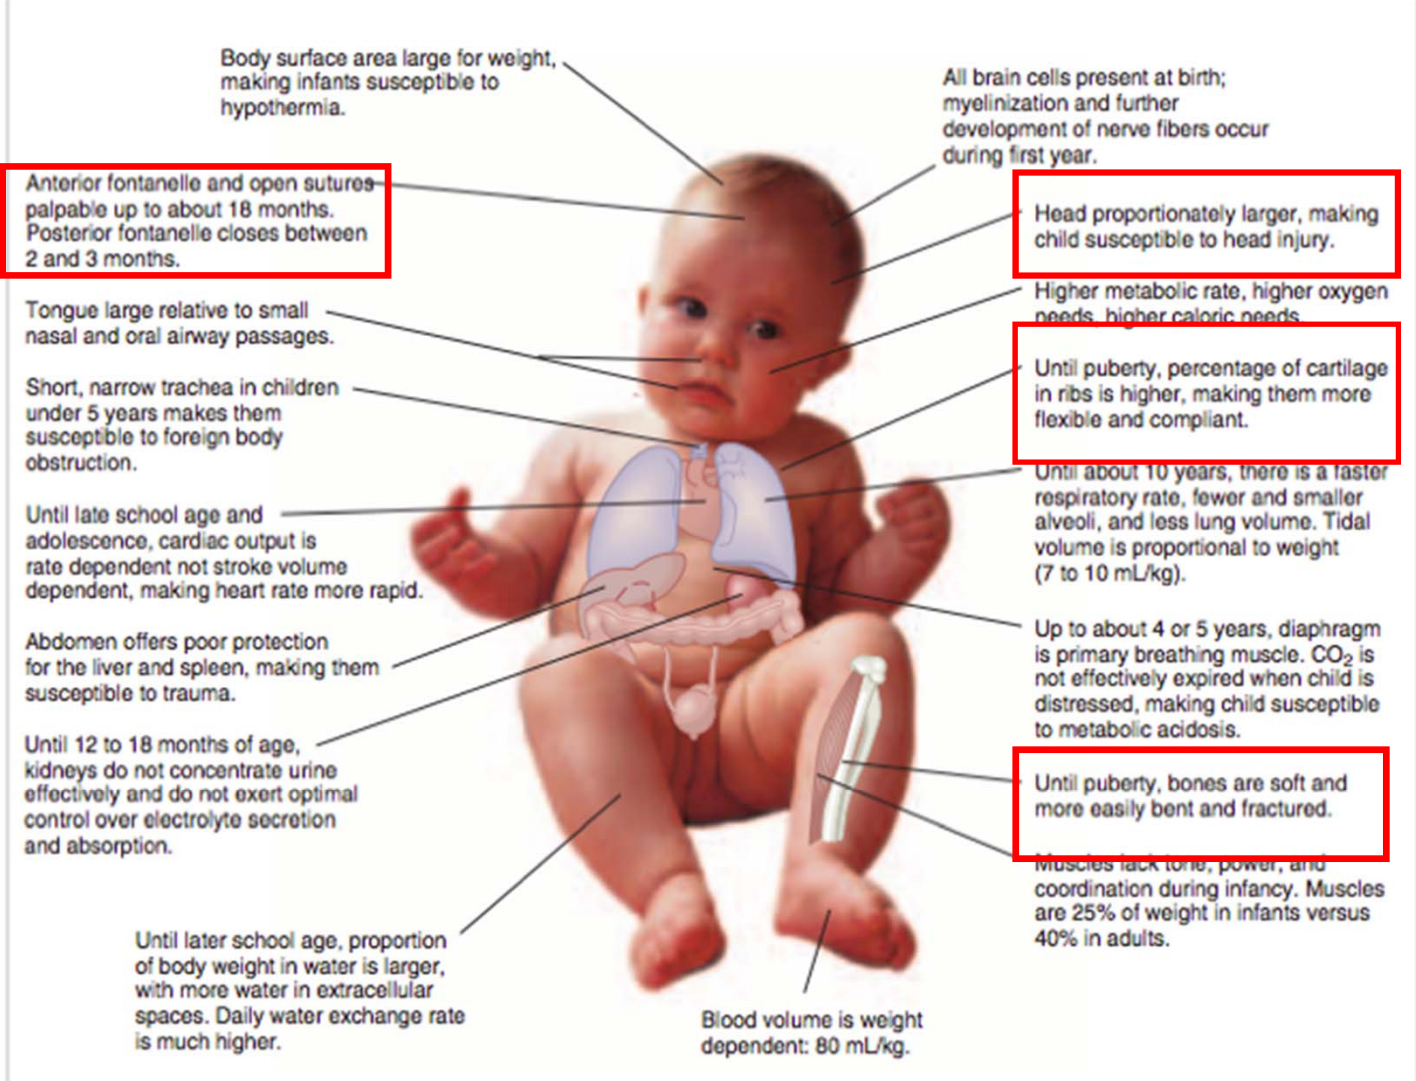 Body surface area large for weight,
making infants susceptible to
hypothermia.
Anterior fontanelle and open sutures
palpable up to about 18 months.
Posterior fontanelle closes between
2 and 3 months.
Tongue large relative to small
nasal and oral airway passages.
Short, narrow trachea in children
under 5 years makes them
susceptible to foreign body
obstruction.
Until late school age and
adolescence, cardiac output is
rate dependent not stroke volume
dependent, making heart rate more rapid.
Abdomen offers poor protection
for the liver and spleen, making them
susceptible to trauma.
Until 12 to 18 months of age,
kidneys do not concentrate urine
effectively and do not exert optimal
control over electrolyte secretion
and absorption.
Until later school age, proportion
of body weight in water is larger,
with more water in extracellular
spaces. Daily water exchange rate
is much higher.
All brain cells present at birth;
myelinization and further
development of nerve fibers occur
during first year.
Head proportionately larger, making
child susceptible to head injury.
Higher metabolic rate, higher oxygen
needs, higher caloric needs.
Until puberty, percentage of cartilage
in ribs is higher, making them more
flexible and compliant.
Until about 10 years, there is a faster
respiratory rate, fewer and smaller
alveoli, and less lung volume. Tidal
volume is proportional to weight
(7 to 10 mL/kg).
Up to about 4 or 5 years, diaphragm
is primary breathing muscle. CO₂ is
not effectively expired when child is
distressed, making child susceptible
to metabolic acidosis.
Until puberty, bones are soft and
more easily bent and fractured.
Muscles lack tone, power, and
coordination during infancy. Muscles
are 25% of weight in infants versus
40% in adults.
Blood volume is weight
dependent: 80 mL/kg.